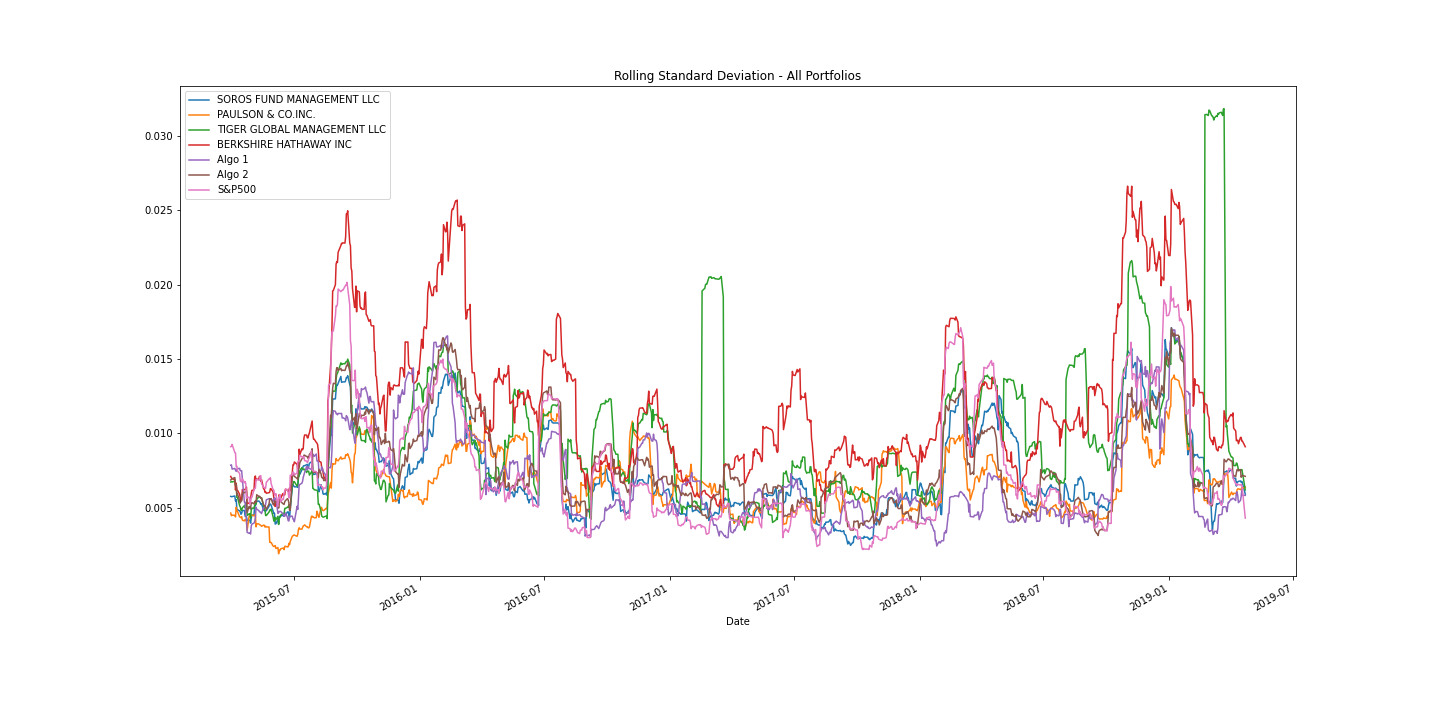 Rolling Standard Deviation - All Portfolios
SOROS FUND MANAGEMENT LLC
PAULSON & CO.INC.
TIGER GLOBAL MANAGEMENT LLC
BERKSHIRE HATHAWAY INC
Algo 1
Algo 2
S&P500
0.030
0.025
0.020
0.015
0.010
0.005
2015-07
2016-01
2016-07
2017-01
2017-07
2018-01
2018-07
2019-01
2019-07
Date